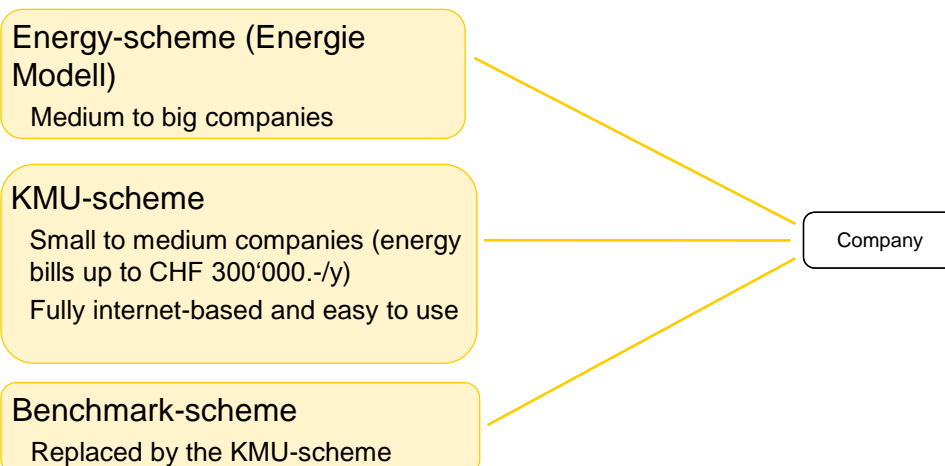 Energy-scheme (Energie
Modell)
Medium to big companies
KMU-scheme
Small to medium companies (energy
bills up to CHF 300‘000.-/y)
Fully internet-based and easy to use
Company
Benchmark-scheme
Replaced by the KMU-scheme